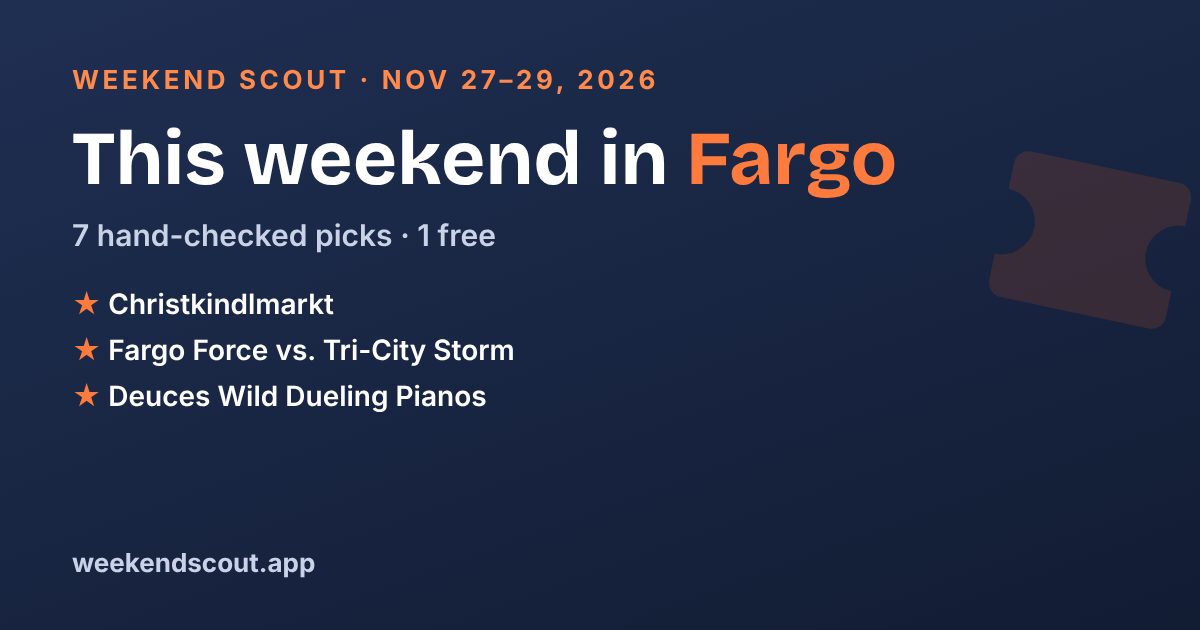 WEEKEND SCOUT · NOV 27–29, 2026
This weekend in Fargo
7 hand-checked picks · 1 free
★ Christkindlmarkt
★ Fargo Force vs. Tri-City Storm
★ Deuces Wild Dueling Pianos
weekendscout.app